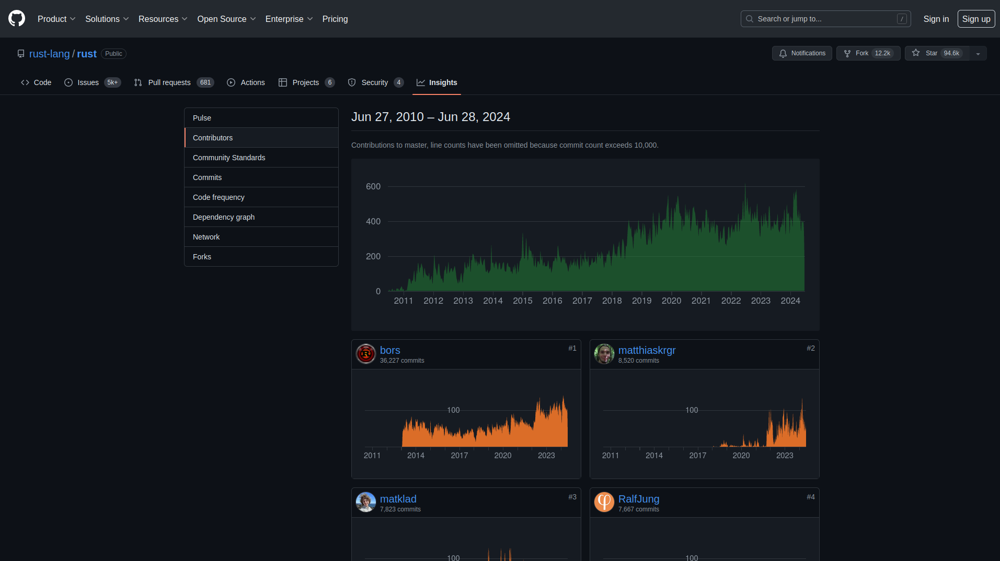 Product Solutions Resources Open Source Enterprise Pricing Search or jump to... / Sign in Sign up
rust-lang / rust Public Notifications Fork 12.2k Star 94.6k
Code Issues 5k+ Pull requests 681 Actions Projects 6 Security 4 Insights
Pulse
Contributors
Community Standards
Commits
Code frequency
Dependency graph
Network
Forks
Jun 27, 2010 – Jun 28, 2024
Contributions to master, line counts have been omitted because commit count exceeds 10,000.
600
400
200
0
2011 2012 2013 2014 2015 2016 2017 2018 2019 2020 2021 2022 2023 2024
bors #1
36,227 commits
100
2011 2014 2017 2020 2023
matthiaskrgr #2
8,520 commits
100
2011 2014 2017 2020 2023
matklad #3
7,823 commits
100
RalfJung #4
7,667 commits
100